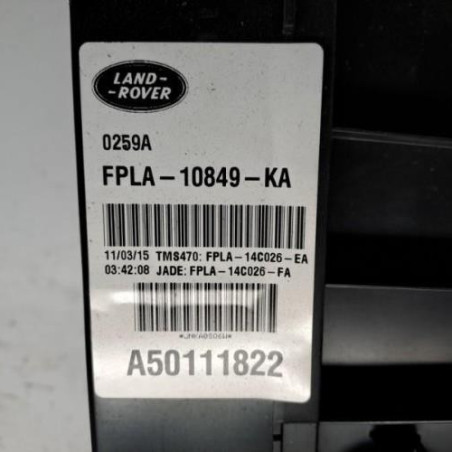 LAND-
-ROVER
0259A
FPLA-10849-KA
11/03/15 TMS470: FPLA-14C026-EA
03:42:08 JADE: FPLA-14C026-FA
A50111822